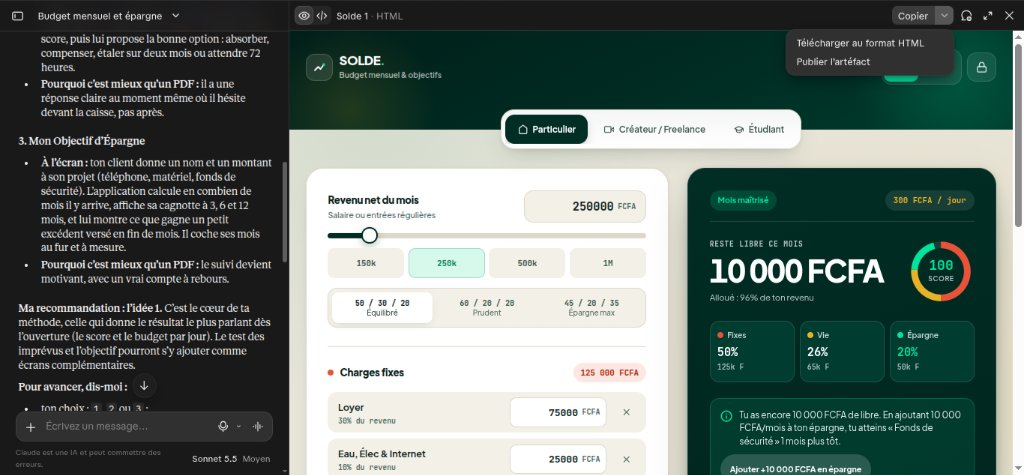 Budget mensuel et épargne
score, puis lui propose la bonne option : absorber,
compenser, étaler sur deux mois ou attendre 72
heures.
• Pourquoi c'est mieux qu'un PDF : il a une
réponse claire au moment même où il hésite
devant la caisse, pas après.
3. Mon Objectif d'Épargne
• À l'écran : ton client donne un nom et un montant
à son projet (téléphone, matériel, fonds de
sécurité). L'application calcule en combien de
mois il y arrive, affiche sa cagnotte à 3, 6 et 12
mois, et lui montre ce que gagne un petit
excédent versé en fin de mois. Il coche ses mois
au fur et à mesure.
• Pourquoi c'est mieux qu'un PDF : le suivi devient
motivant, avec un vrai compte à rebours.
Ma recommandation : l'idée 1. C'est le cœur de ta
méthode, celle qui donne le résultat le plus parlant dès
l'ouverture (le score et le budget par jour). Le test des
imprévus et l'objectif pourront s'y ajouter comme
écrans complémentaires.
Pour avancer, dis-moi :
• ton choix : 1, 2 ou 3 ;
Écrivez un message...
Claude est une IA et peut commettre des
erreurs.
Sonnet 5.5 Moyen
Solde 1 · HTML
Copier
Télécharger au format HTML
Publier l'artéfact
SOLDE.
Budget mensuel & objectifs
Particulier
Créateur / Freelance
Étudiant
Revenu net du mois
Salaire ou entrées régulières
250000 FCFA
150k
250k
500k
1M
50 / 30 / 20
Équilibré
60 / 20 / 20
Prudent
45 / 20 / 35
Épargne max
Charges fixes
125 000 FCFA
Loyer
30% du revenu
75000 FCFA
Eau, Élec & Internet
10% du revenu
25000 FCFA
Mois maîtrisé
300 FCFA / jour
RESTE LIBRE CE MOIS
10 000 FCFA
Alloué : 96% de ton revenu
100
SCORE
Fixes
50%
125k F
Vie
26%
65k F
Épargne
20%
50k F
Tu as encore 10 000 FCFA de libre. En ajoutant 10 000
FCFA/mois à ton épargne, tu atteins « Fonds de
sécurité » 1 mois plus tôt.
Ajouter +10 000 FCFA en épargne